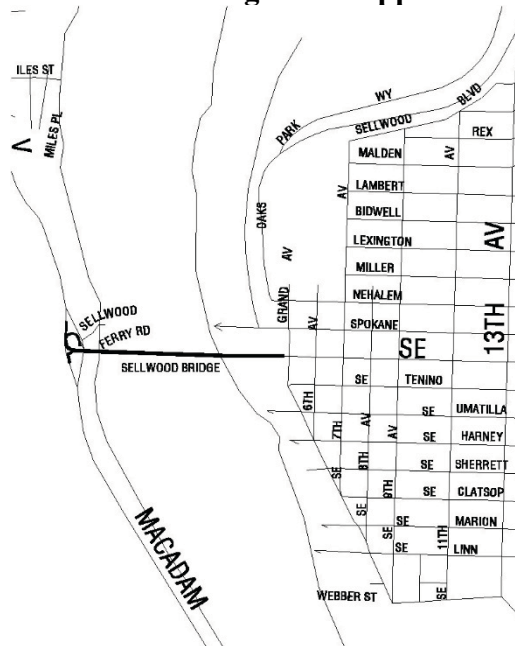 ILES ST
MILES PL
V
PARK
WY
SELLWOOD
BLVD
REX
AV
MALDEN
AV
LAMBERT
BIDWELL
OAKS
LEXINGTON
AV
AV
MILLER
NEHALEM
GRAND
AV
SPOKANE
13TH
SE
SELLWOOD
FERRY RD
SELLWOOD BRIDGE
SE TENINO
6TH
SE UMATILLA
7TH
AV
AV
SE HARNEY
8TH
SE SHERRETT
SE
9TH
SE CLATSOP
SE
SE MARION
SE
11TH
SE LINN
MACADAM
WEBBER ST
SE